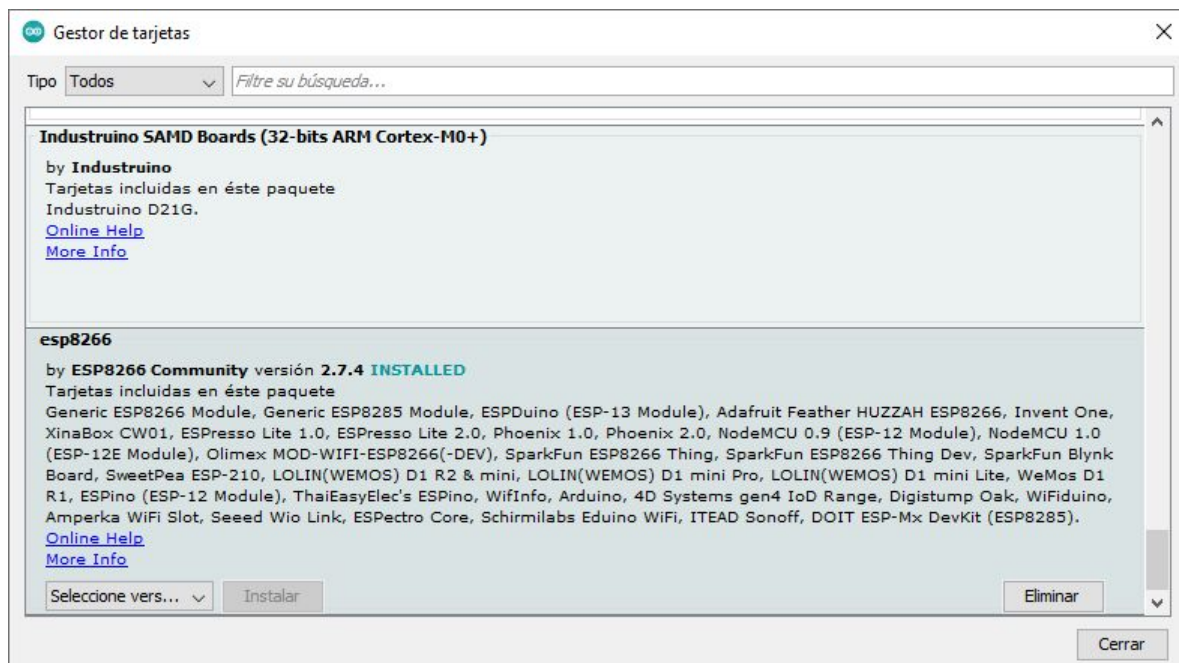 Gestor de tarjetas
Tipo Todos Filtre su búsqueda...
Industruino SAMD Boards (32-bits ARM Cortex-M0+)
by Industruino
Tarjetas incluidas en éste paquete
Industruino D21G.
Online Help
More Info
esp8266
by ESP8266 Community versión 2.7.4 INSTALLED
Tarjetas incluidas en éste paquete
Generic ESP8266 Module, Generic ESP8285 Module, ESPDuino (ESP-13 Module), Adafruit Feather HUZZAH ESP8266, Invent One,
XinaBox CW01, ESPresso Lite 1.0, ESPresso Lite 2.0, Phoenix 1.0, Phoenix 2.0, NodeMCU 0.9 (ESP-12 Module), NodeMCU 1.0
(ESP-12E Module), Olimex MOD-WIFI-ESP8266(-DEV), SparkFun ESP8266 Thing, SparkFun ESP8266 Thing Dev, SparkFun Blynk
Board, SweetPea ESP-210, LOLIN(WEMOS) D1 R2 & mini, LOLIN(WEMOS) D1 mini Pro, LOLIN(WEMOS) D1 mini Lite, WeMos D1
R1, ESPino (ESP-12 Module), ThaiEasyElec's ESPino, WifInfo, Arduino, 4D Systems gen4 IoD Range, Digistump Oak, WiFiduino,
Amperka WiFi Slot, Seeed Wio Link, ESPectro Core, Schirmilabs Eduino WiFi, ITEAD Sonoff, DOIT ESP-Mx DevKit (ESP8285).
Online Help
More Info
Seleccione vers... Instalar Eliminar
Cerrar